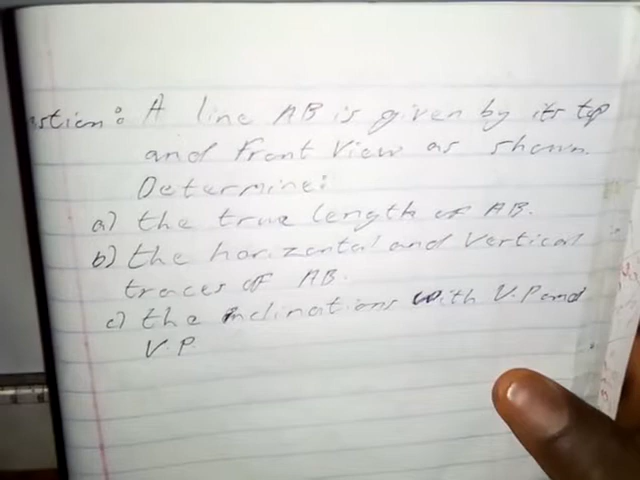 stion: A line AB is given by its top
and Front View as shown.
Determine:
a) the true length of AB.
b) the horizontal and vertical
traces of AB.
c) the inclinations with V.P and
V.P